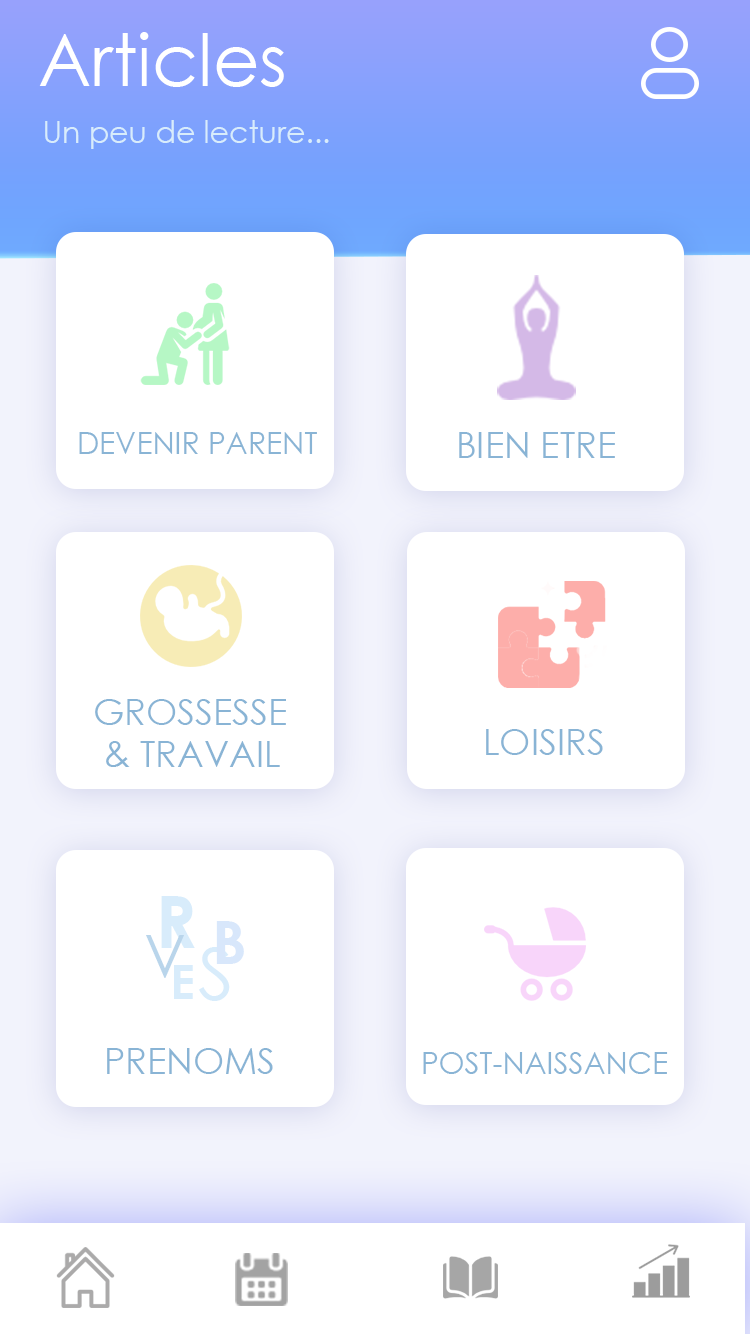 Articles
Un peu de lecture...
DEVENIR PARENT
BIEN ETRE
GROSSESSE
& TRAVAIL
LOISIRS
R
B
V
E
S
PRENOMS
POST-NAISSANCE